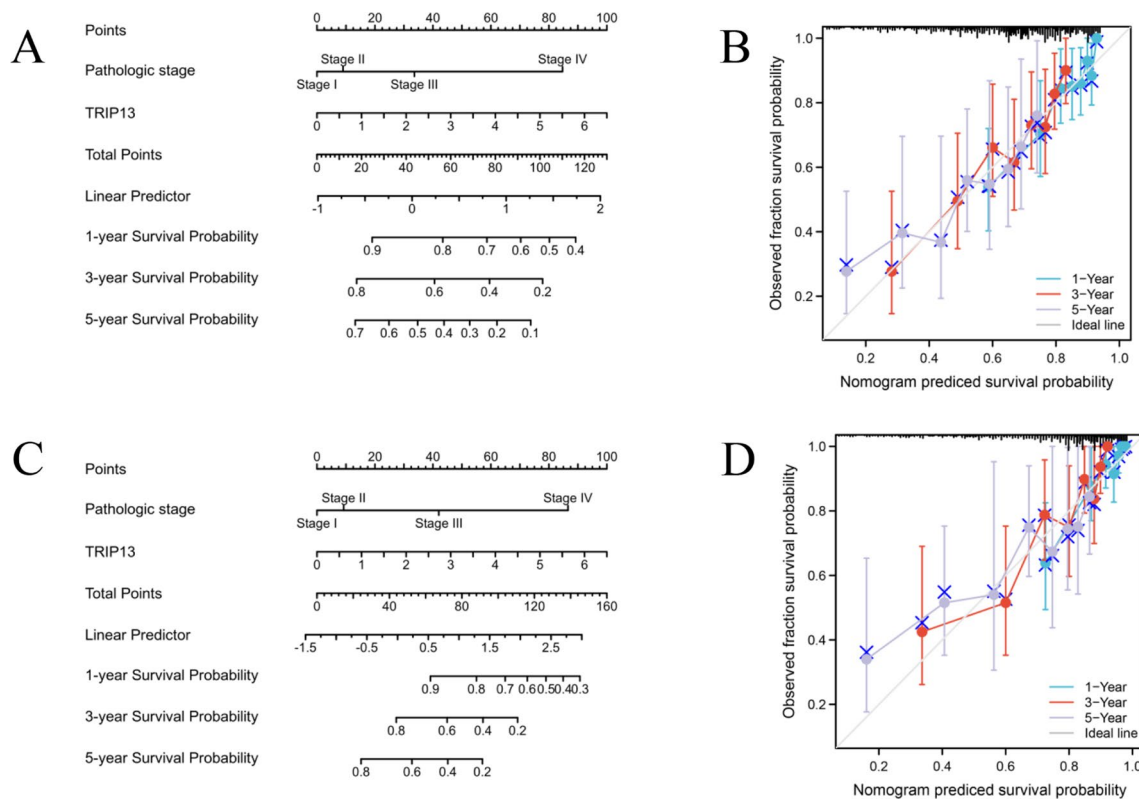 A
Points
0 20 40 60 80 100
Pathologic stage
Stage II Stage IV
Stage I Stage III
TRIP13
0 1 2 3 4 5 6
Total Points
0 20 40 60 80 100 120
Linear Predictor
-1 0 1 2
1-year Survival Probability
0.9 0.8 0.7 0.6 0.5 0.4
3-year Survival Probability
0.8 0.6 0.4 0.2
5-year Survival Probability
0.7 0.6 0.5 0.4 0.3 0.2 0.1
B
Observed fraction survival probability
1.0
0.8
0.6
0.4
0.2
1-Year
3-Year
5-Year
Ideal line
0.2 0.4 0.6 0.8 1.0
Nomogram prediced survival probability
C
Points
0 20 40 60 80 100
Pathologic stage
Stage II Stage IV
Stage I Stage III
TRIP13
0 1 2 3 4 5 6
Total Points
0 40 60 80 100 120 140 160
Linear Predictor
-1.5 -0.5 0.5 1.5 2.5
1-year Survival Probability
0.9 0.8 0.7 0.6 0.5 0.4 0.3
3-year Survival Probability
0.8 0.6 0.4 0.2
5-year Survival Probability
0.8 0.6 0.4 0.2
D
Observed fraction survival probability
1.0
0.8
0.6
0.4
0.2
1-Year
3-Year
5-Year
Ideal line
0.2 0.4 0.6 0.8 1.0
Nomogram prediced survival probability